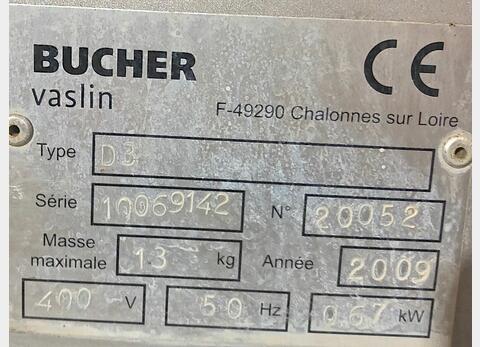 BUCHER CE
vaslin
F-49290 Chalonnes sur Loire
Type D3
Série 10069142 N° 20052
Masse maximale 13 kg Année 2009
400 V 50 Hz 0.67 kW